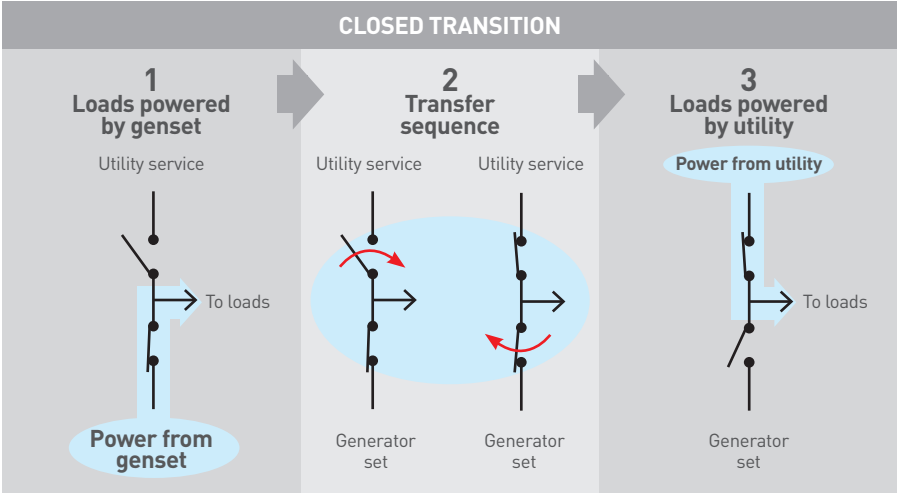 CLOSED TRANSITION
1
Loads powered
by genset
Utility service
To loads
Power from
genset
2
Transfer
sequence
Utility service
Utility service
Generator
set
Generator
set
3
Loads powered
by utility
Power from utility
To loads
Generator
set